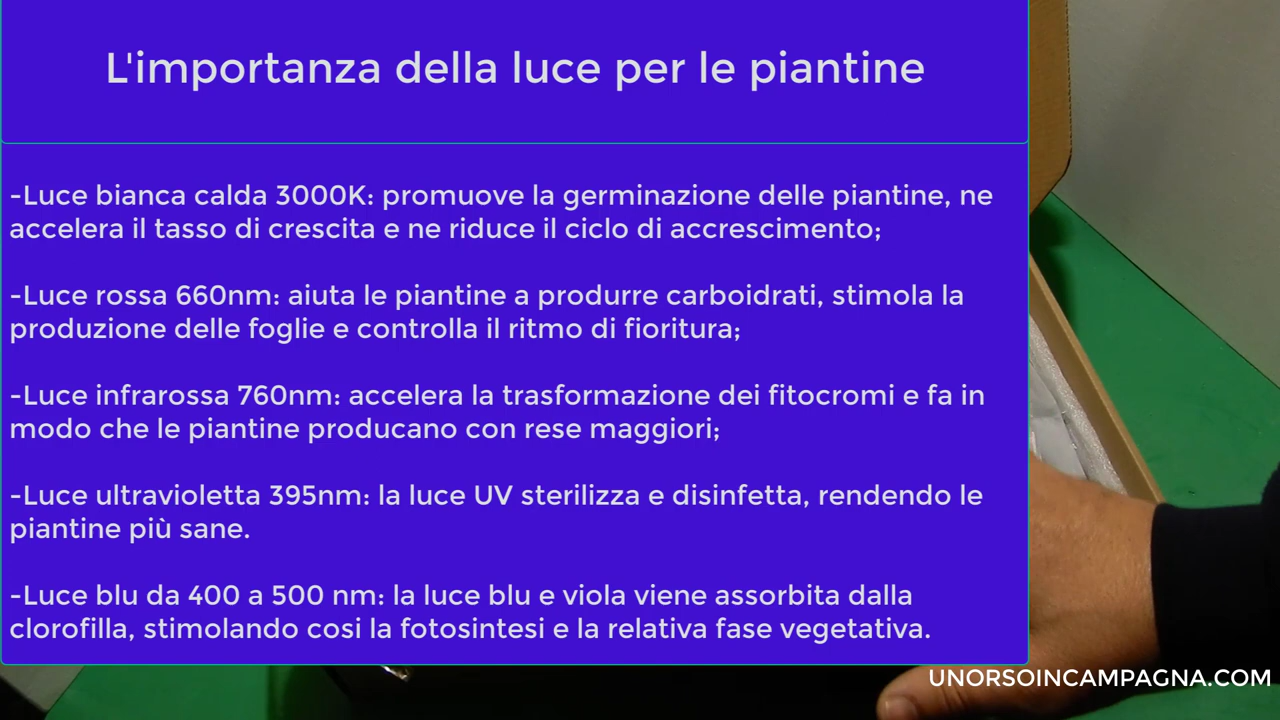 L'importanza della luce per le piantine
-Luce bianca calda 3000K: promuove la germinazione delle piantine, ne
accelera il tasso di crescita e ne riduce il ciclo di accrescimento;
-Luce rossa 660nm: aiuta le piantine a produrre carboidrati, stimola la
produzione delle foglie e controlla il ritmo di fioritura;
-Luce infrarossa 760nm: accelera la trasformazione dei fitocromi e fa in
modo che le piantine producano con rese maggiori;
-Luce ultravioletta 395nm: la luce UV sterilizza e disinfetta, rendendo le
piantine più sane.
-Luce blu da 400 a 500 nm: la luce blu e viola viene assorbita dalla
clorofilla, stimolando cosi la fotosintesi e la relativa fase vegetativa.
UNORSOINCAMPAGNA.COM